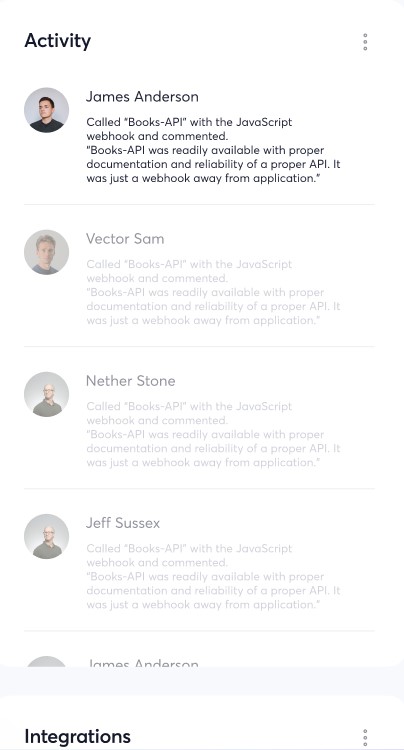 Activity
James Anderson
Called "Books-API" with the JavaScript
webhook and commented.
"Books-API was readily available with proper
documentation and reliability of a proper API. It
was just a webhook away from application."
Vector Sam
Called "Books-API" with the JavaScript
webhook and commented.
"Books-API was readily available with proper
documentation and reliability of a proper API. It
was just a webhook away from application."
Nether Stone
Called "Books-API" with the JavaScript
webhook and commented.
"Books-API was readily available with proper
documentation and reliability of a proper API. It
was just a webhook away from application."
Jeff Sussex
Called "Books-API" with the JavaScript
webhook and commented.
"Books-API was readily available with proper
documentation and reliability of a proper API. It
was just a webhook away from application."
James Anderson
Integrations